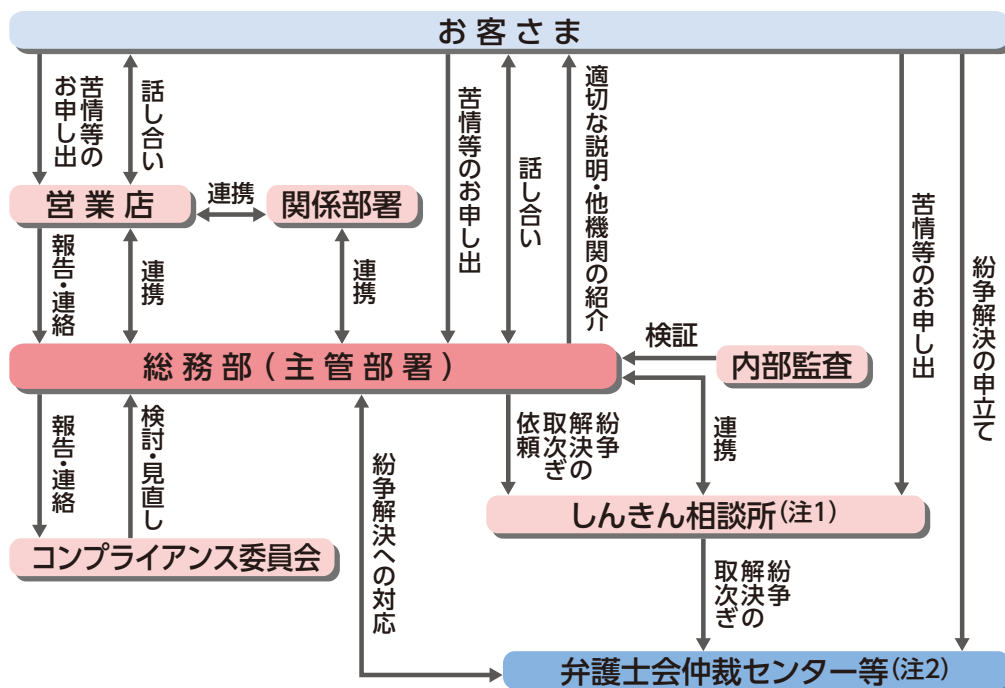 お客さま
苦情等の
お申し出
話し合い
苦情等のお申し出
話し合い
適切な説明・他機関の紹介
苦情等のお申し出
紛争解決の申立て
営業店
連携
関係部署
報告・連絡
連携
連携
総務部(主管部署)
検証
内部監査
報告・連絡
検討・見直し
紛争解決への対応
紛争
解決の
取次ぎ
依頼
連携
しんきん相談所(注1)
コンプライアンス委員会
紛争
解決の
取次ぎ
弁護士会仲裁センター等(注2)